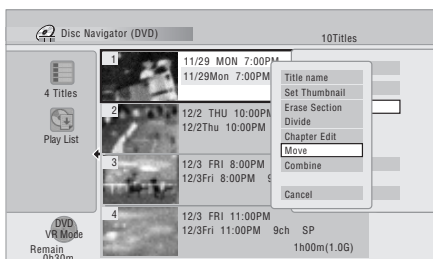 Disc Navigator (DVD)
10Titles
4 Titles
Play List
DVD
VR Mode
Remain
0h30m
1
11/29 MON 7:00PM
11/29Mon 7:00PM
2
12/2 THU 10:00PM
12/2Thu 10:00PM
3
12/3 FRI 8:00PM
12/3Fri 8:00PM
4
12/3 FRI 11:00PM
12/3Fri 11:00PM 9ch SP
1h00m(1.0G)
Title name
Set Thumbnail
Erase Section
Divide
Chapter Edit
Move
Combine
Cancel